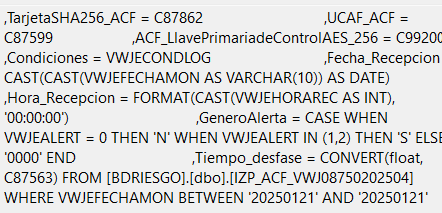 ,TarjetaSHA256_ACF = C87862 ,UCAF_ACF =
C87599 ,ACF_LlavePrimariadeControlAES_256 = C99200
,Condiciones = VWJECONDLOG ,Fecha_Recepcion
CAST(CAST(VWJEFECHAMON AS VARCHAR(10)) AS DATE)
,Hora_Recepcion = FORMAT(CAST(VWJEHORAREC AS INT),
'00:00:00') ,GeneroAlerta = CASE WHEN
VWJEALERT = 0 THEN 'N' WHEN VWJEALERT IN (1,2) THEN 'S' ELSE
'0000' END ,Tiempo_desfase = CONVERT(float,
C87563) FROM [BDRIESGO].[dbo].[IZP_ACF_VWJ08750202504]
WHERE VWJEFECHAMON BETWEEN '20250121' AND '20250121'